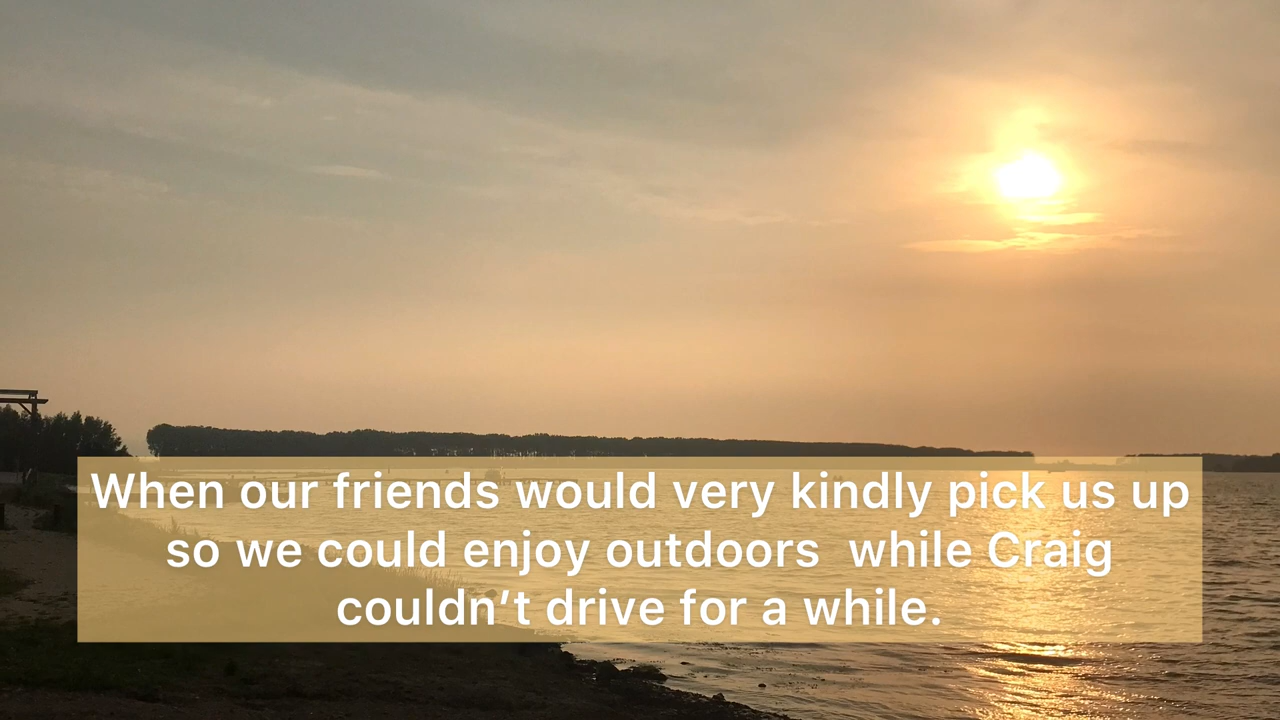 When our friends would very kindly pick us up
so we could enjoy outdoors  while Craig
couldn’t drive for a while.